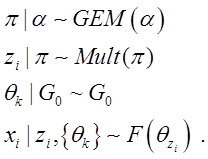 π | α ~ GEM(α)
z_i | π ~ Mult(π)
θ_k | G_0 ~ G_0
x_i | z_i, {θ_k} ~ F(θ_{z_i}) .